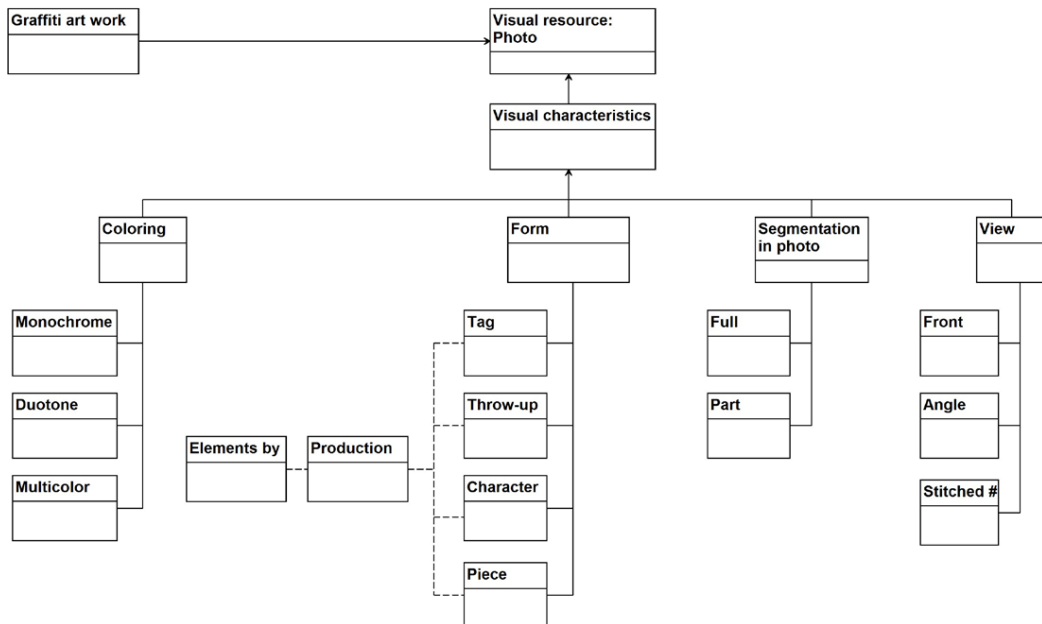 Graffiti art work
Visual resource:
Photo
Visual characteristics
Coloring
Form
Segmentation
in photo
View
Monochrome
Tag
Full
Front
Duotone
Throw-up
Part
Angle
Elements by
Production
Multicolor
Character
Stitched #
Piece